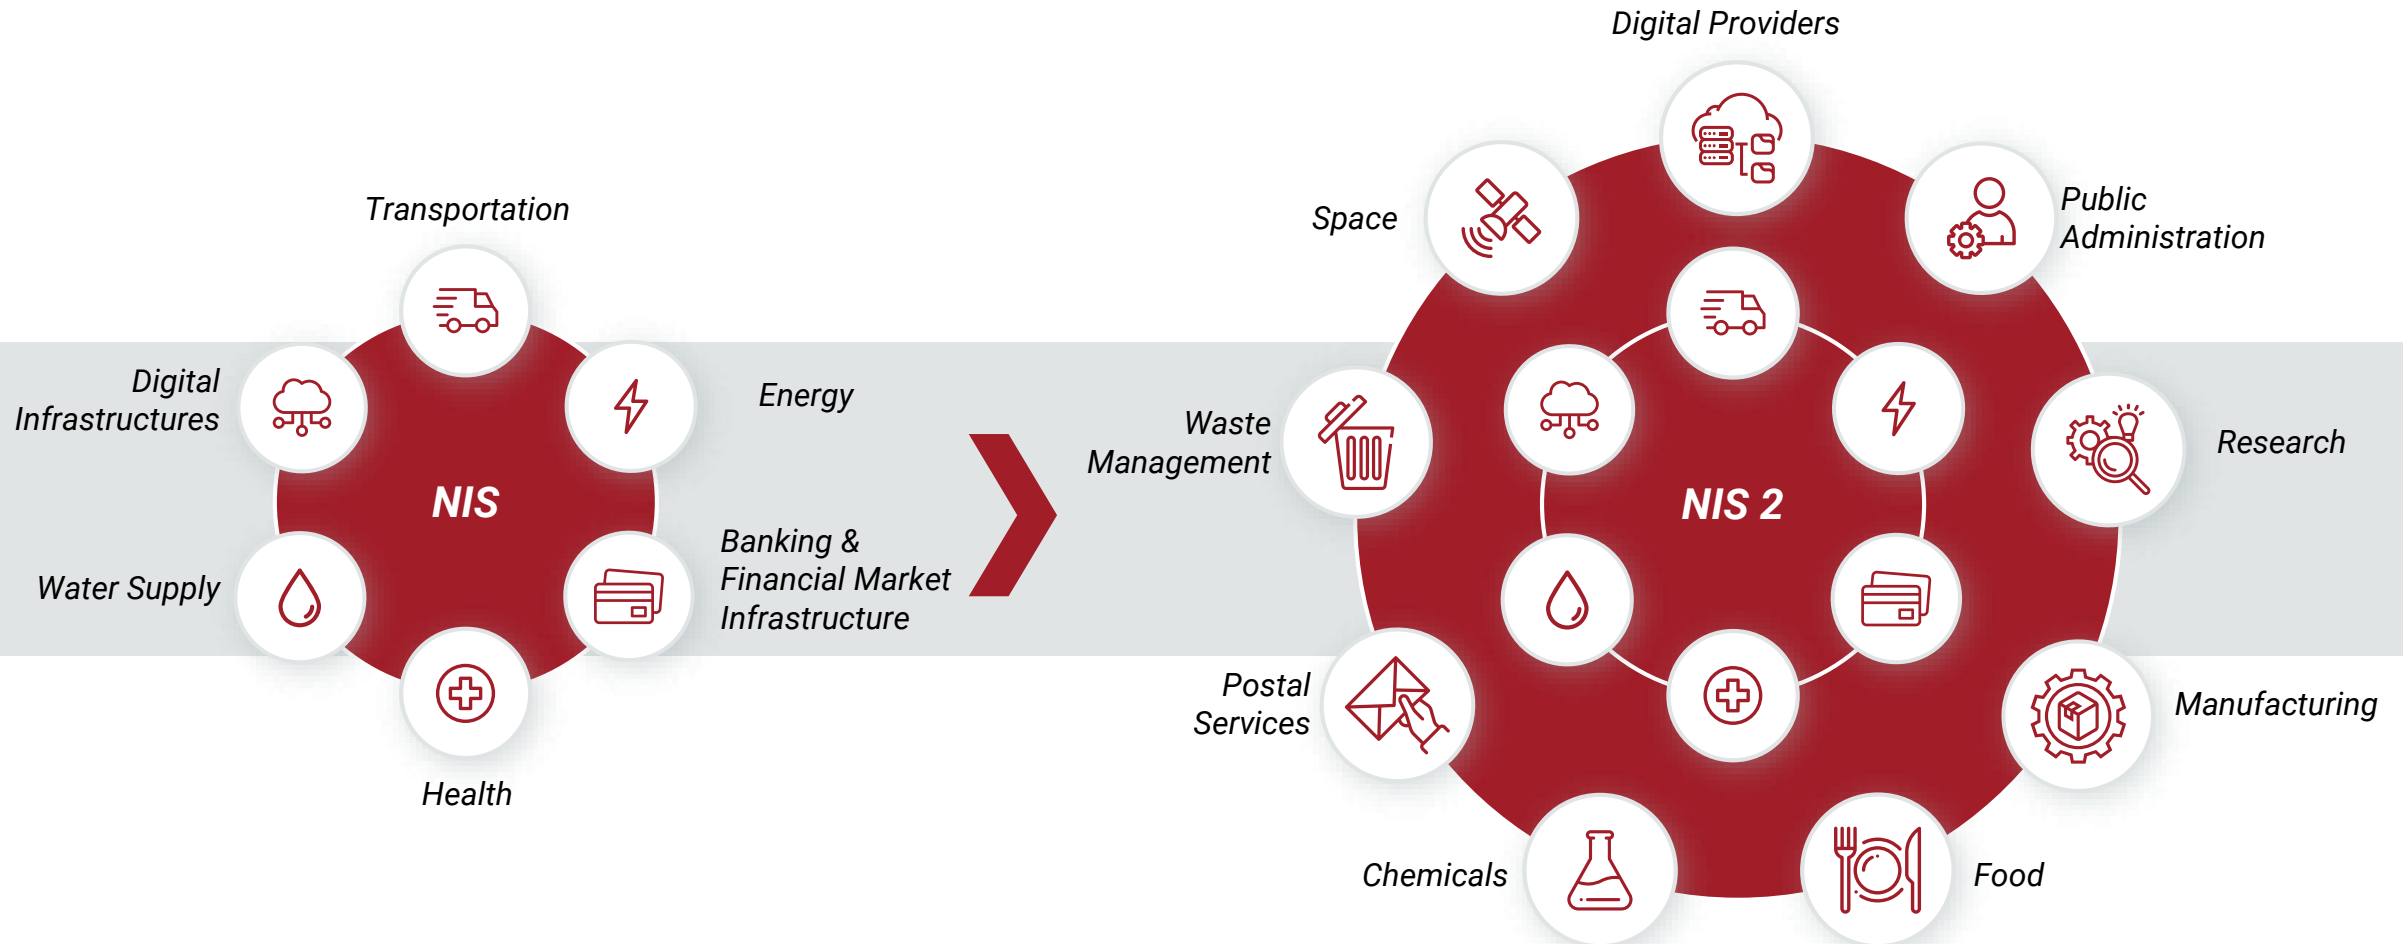 Transportation
Digital
Infrastructures
Energy
NIS
Water Supply
Banking &
Financial Market
Infrastructure
Health
Digital Providers
Space
Public
Administration
Waste
Management
Research
NIS 2
Postal
Services
Manufacturing
Chemicals
Food